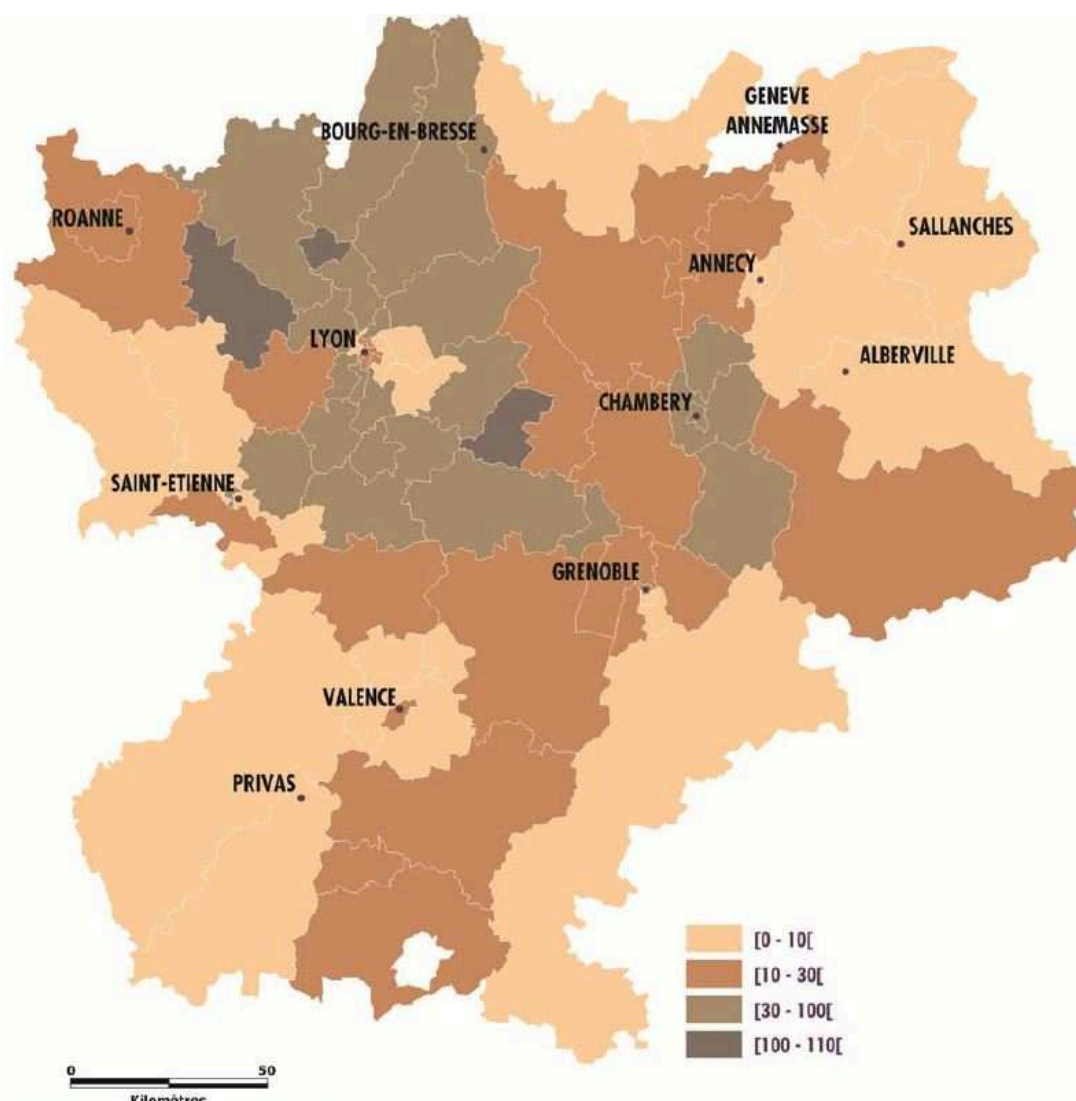 GENEVE
ANNEMASSE
BOURG-EN-BRESSE
ROANNE
SALLANCHES
ANNECY
LYON
ALBERVILLE
CHAMBERY
SAINT-ETIENNE
GRENOBLE
VALENCE
PRIVAS
[0 - 10[
[10 - 30[
[30 - 100[
[100 - 110[
0 50
Kilomètres